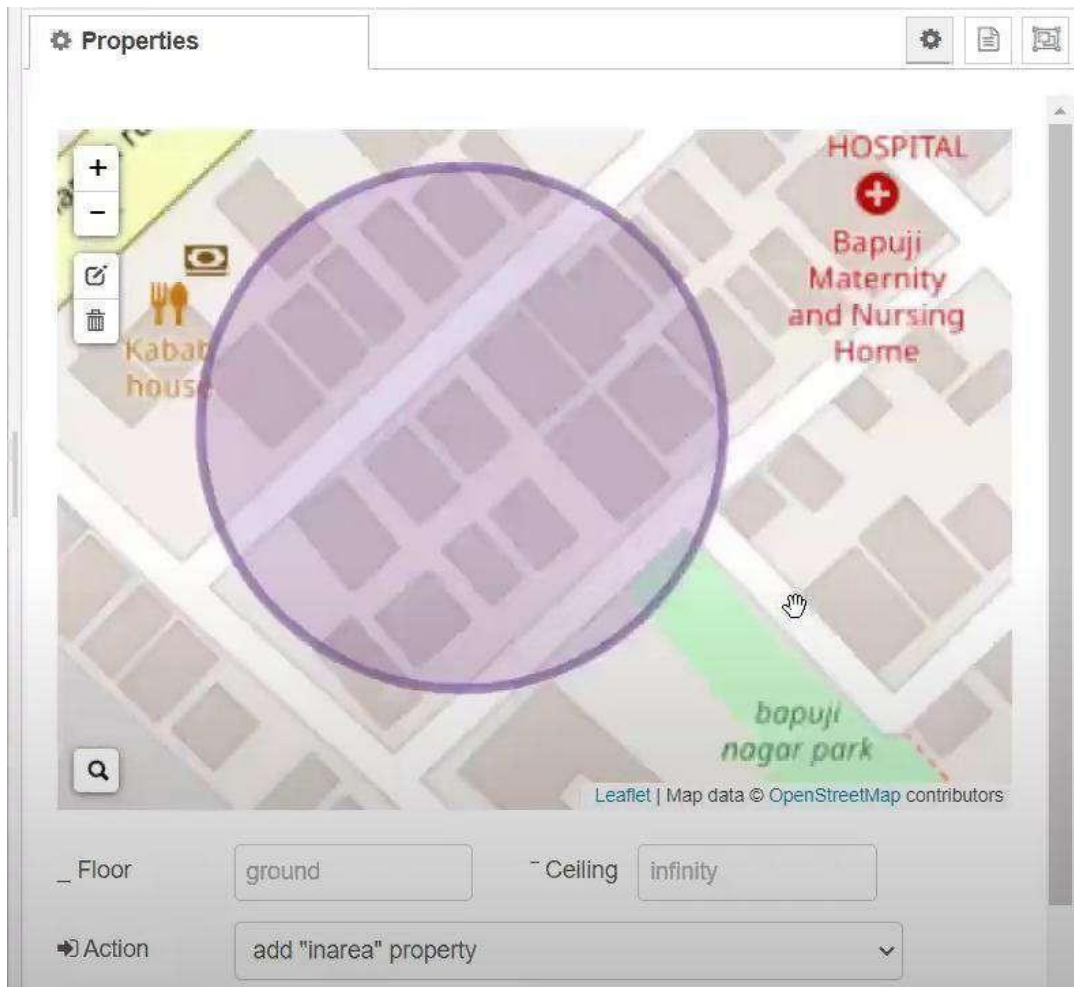 Properties
+
HOSPITAL
−
Bapuji
Maternity
and Nursing
Home
Kabab
house
bapuji
nagar park
Leaflet | Map data © OpenStreetMap contributors
_ Floor ground ‾ Ceiling infinity
Action add "inarea" property